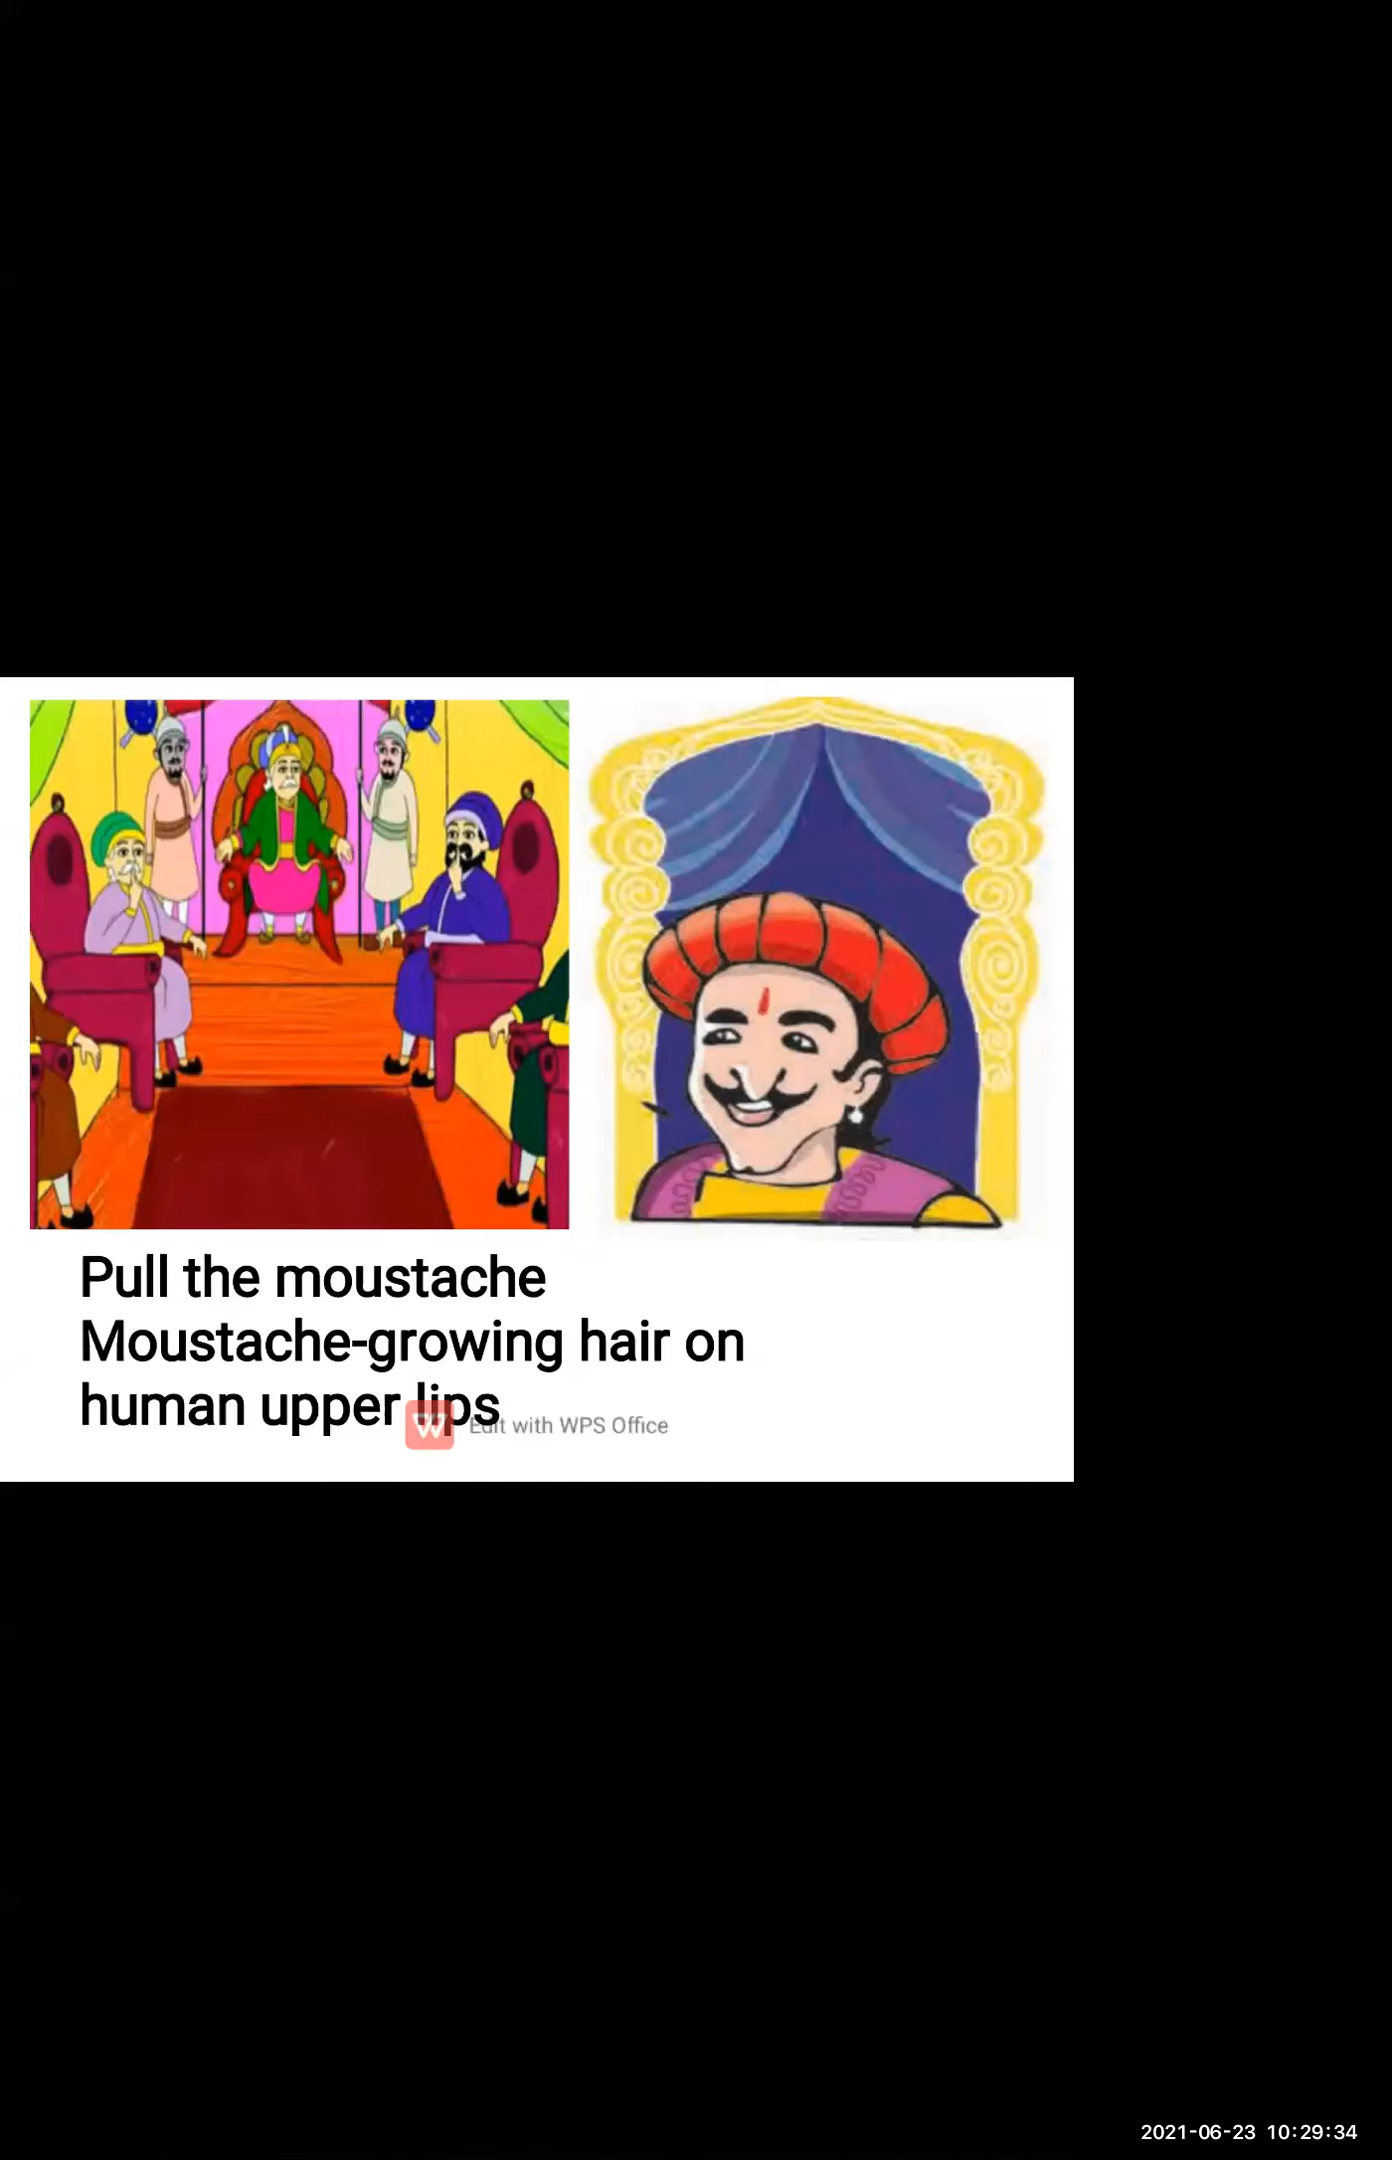 Pull the moustache
Moustache-growing hair on
human upper lips
Edit with WPS Office
2021-06-23 10:29:34